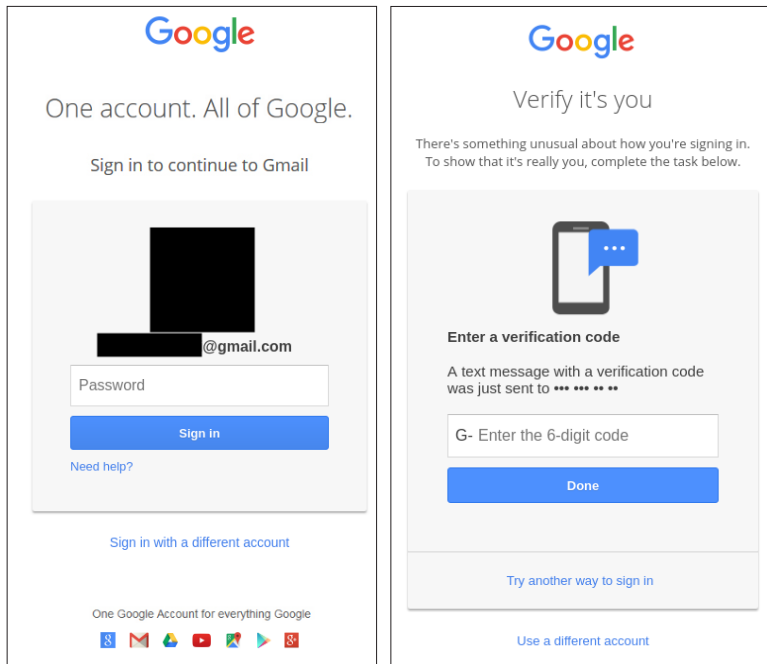 Google
One account. All of Google.
Sign in to continue to Gmail
@gmail.com
Password
Sign in
Need help?
Sign in with a different account
One Google Account for everything Google
Google
Verify it's you
There's something unusual about how you're signing in.
To show that it's really you, complete the task below.
Enter a verification code
A text message with a verification code
was just sent to ••• ••• •• ••
G- Enter the 6-digit code
Done
Try another way to sign in
Use a different account